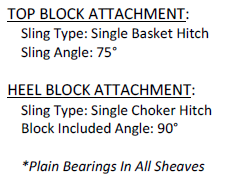 TOP BLOCK ATTACHMENT:
Sling Type: Single Basket Hitch
Sling Angle: 75°
HEEL BLOCK ATTACHMENT:
Sling Type: Single Choker Hitch
Block Included Angle: 90°
*Plain Bearings In All Sheaves